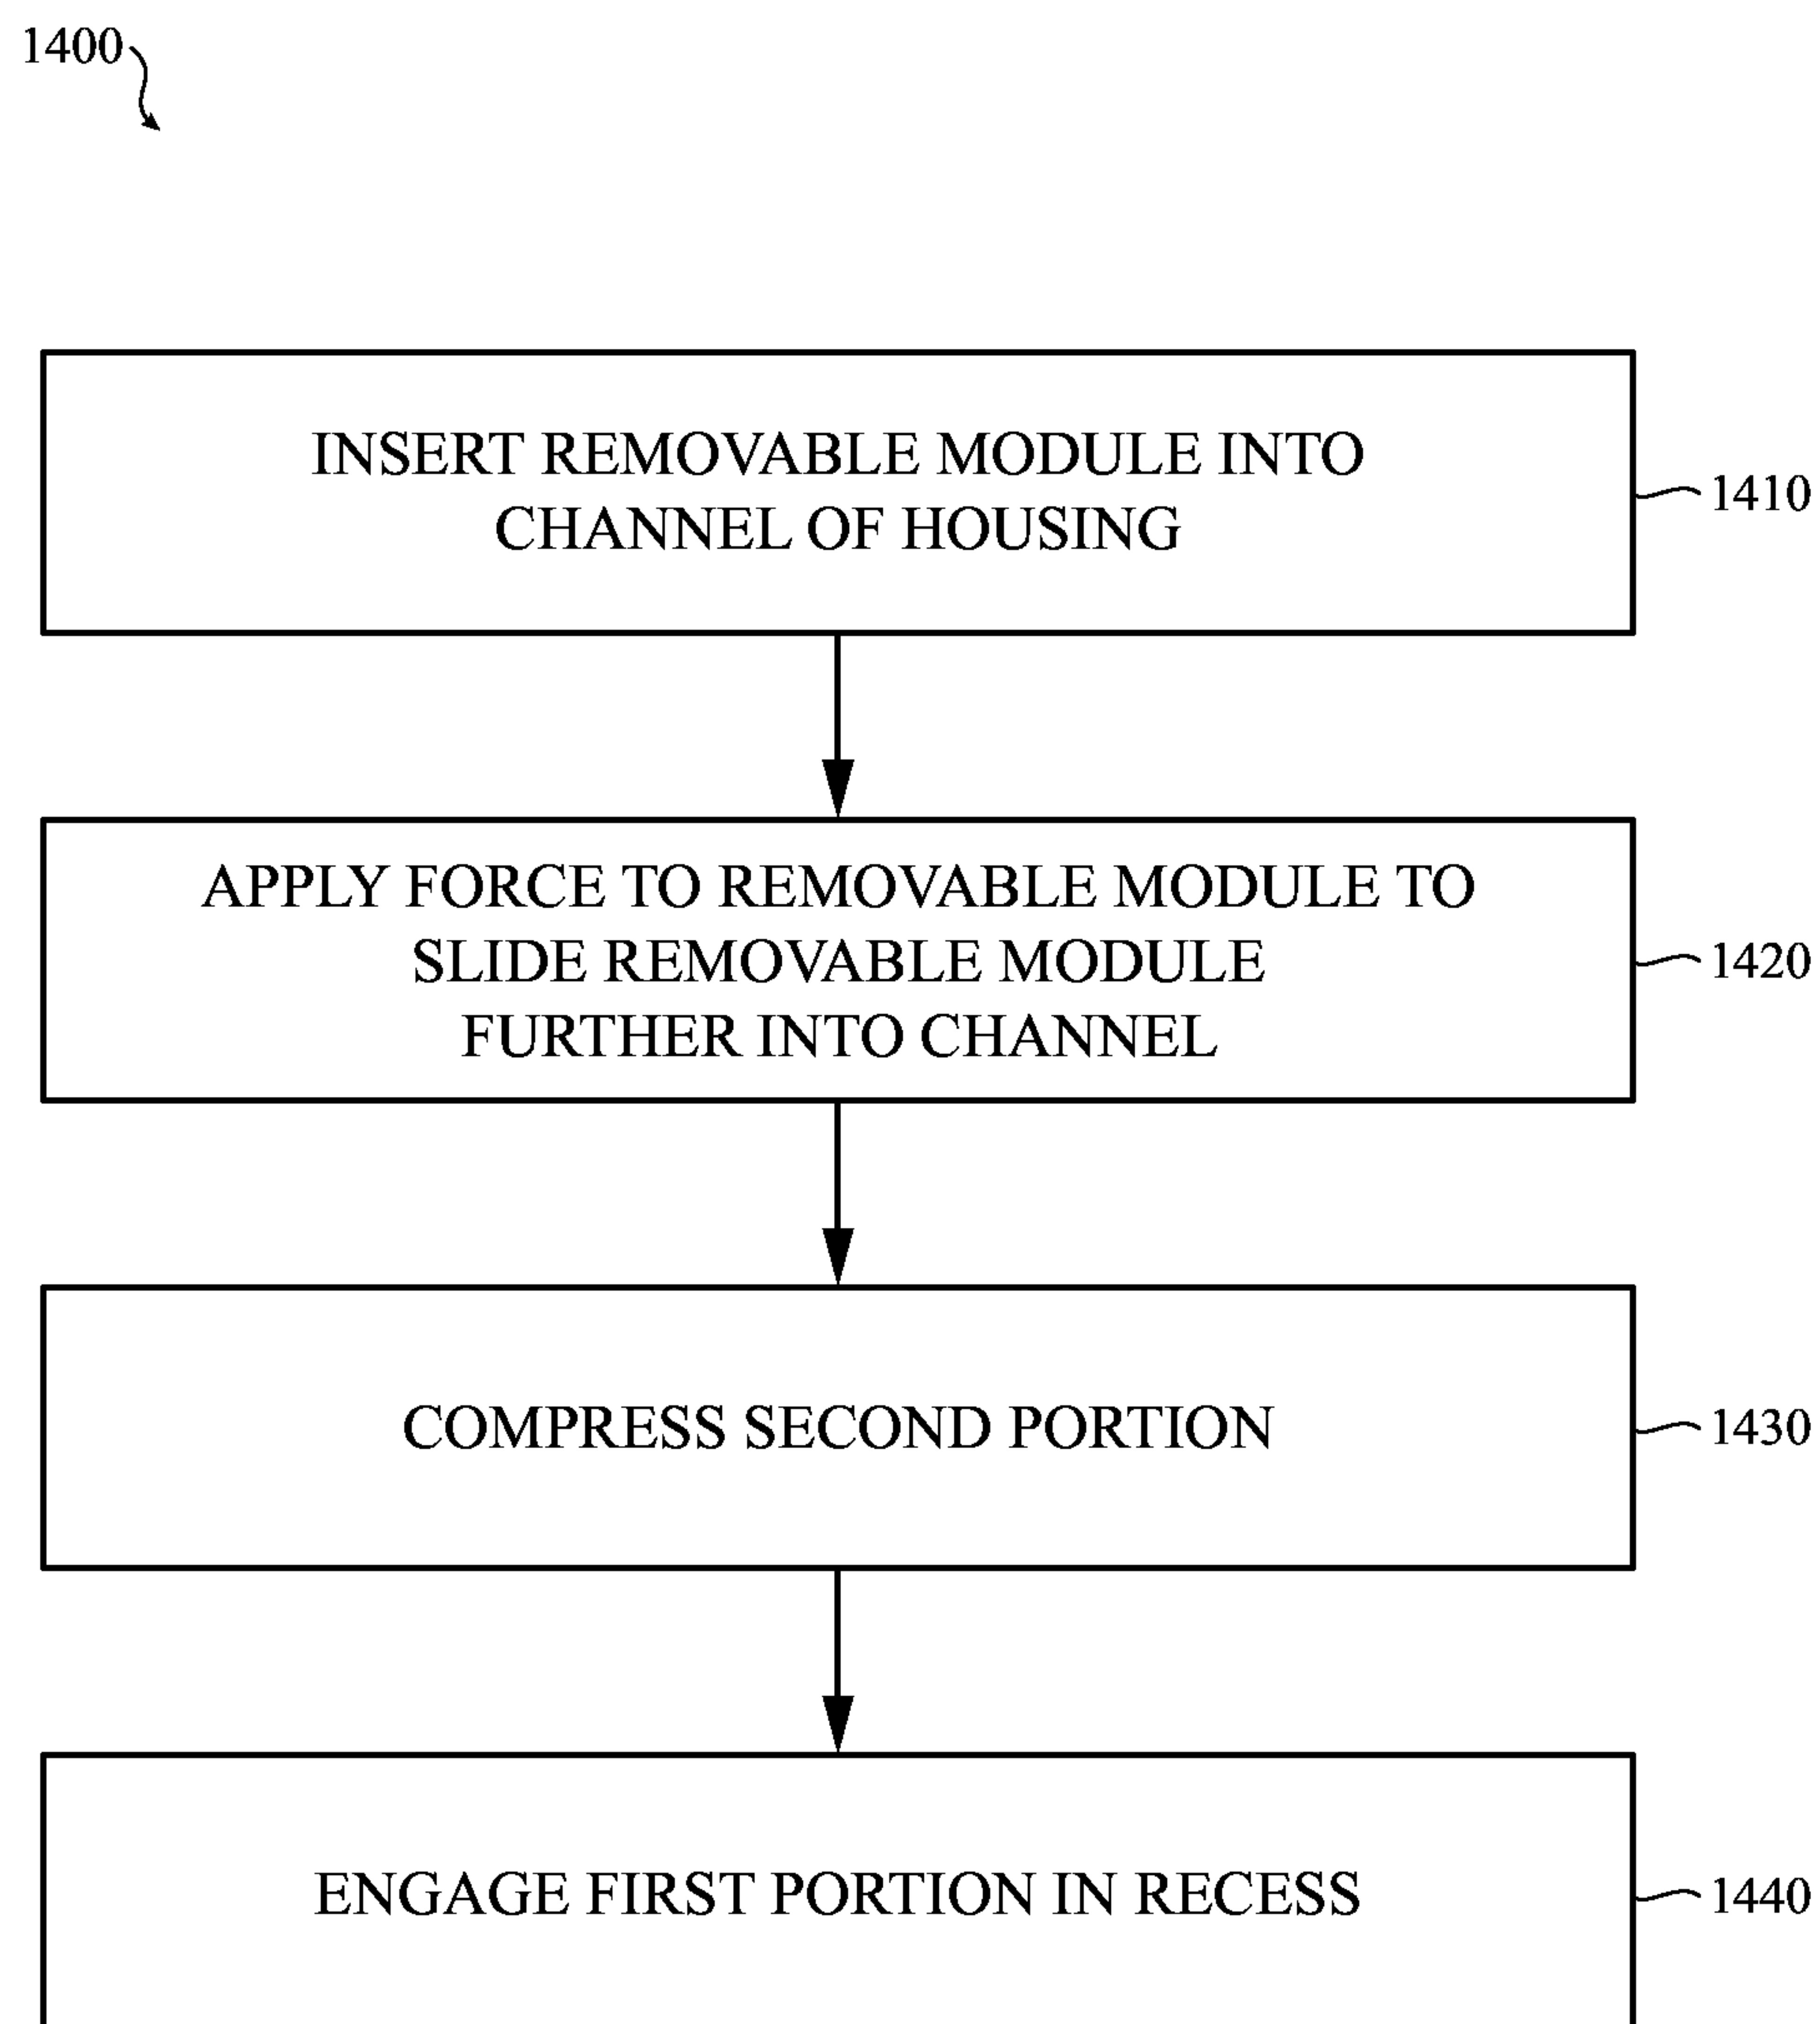 1400
INSERT REMOVABLE MODULE INTO
CHANNEL OF HOUSING
1410
APPLY FORCE TO REMOVABLE MODULE TO
SLIDE REMOVABLE MODULE
FURTHER INTO CHANNEL
1420
COMPRESS SECOND PORTION
1430
ENGAGE FIRST PORTION IN RECESS
1440